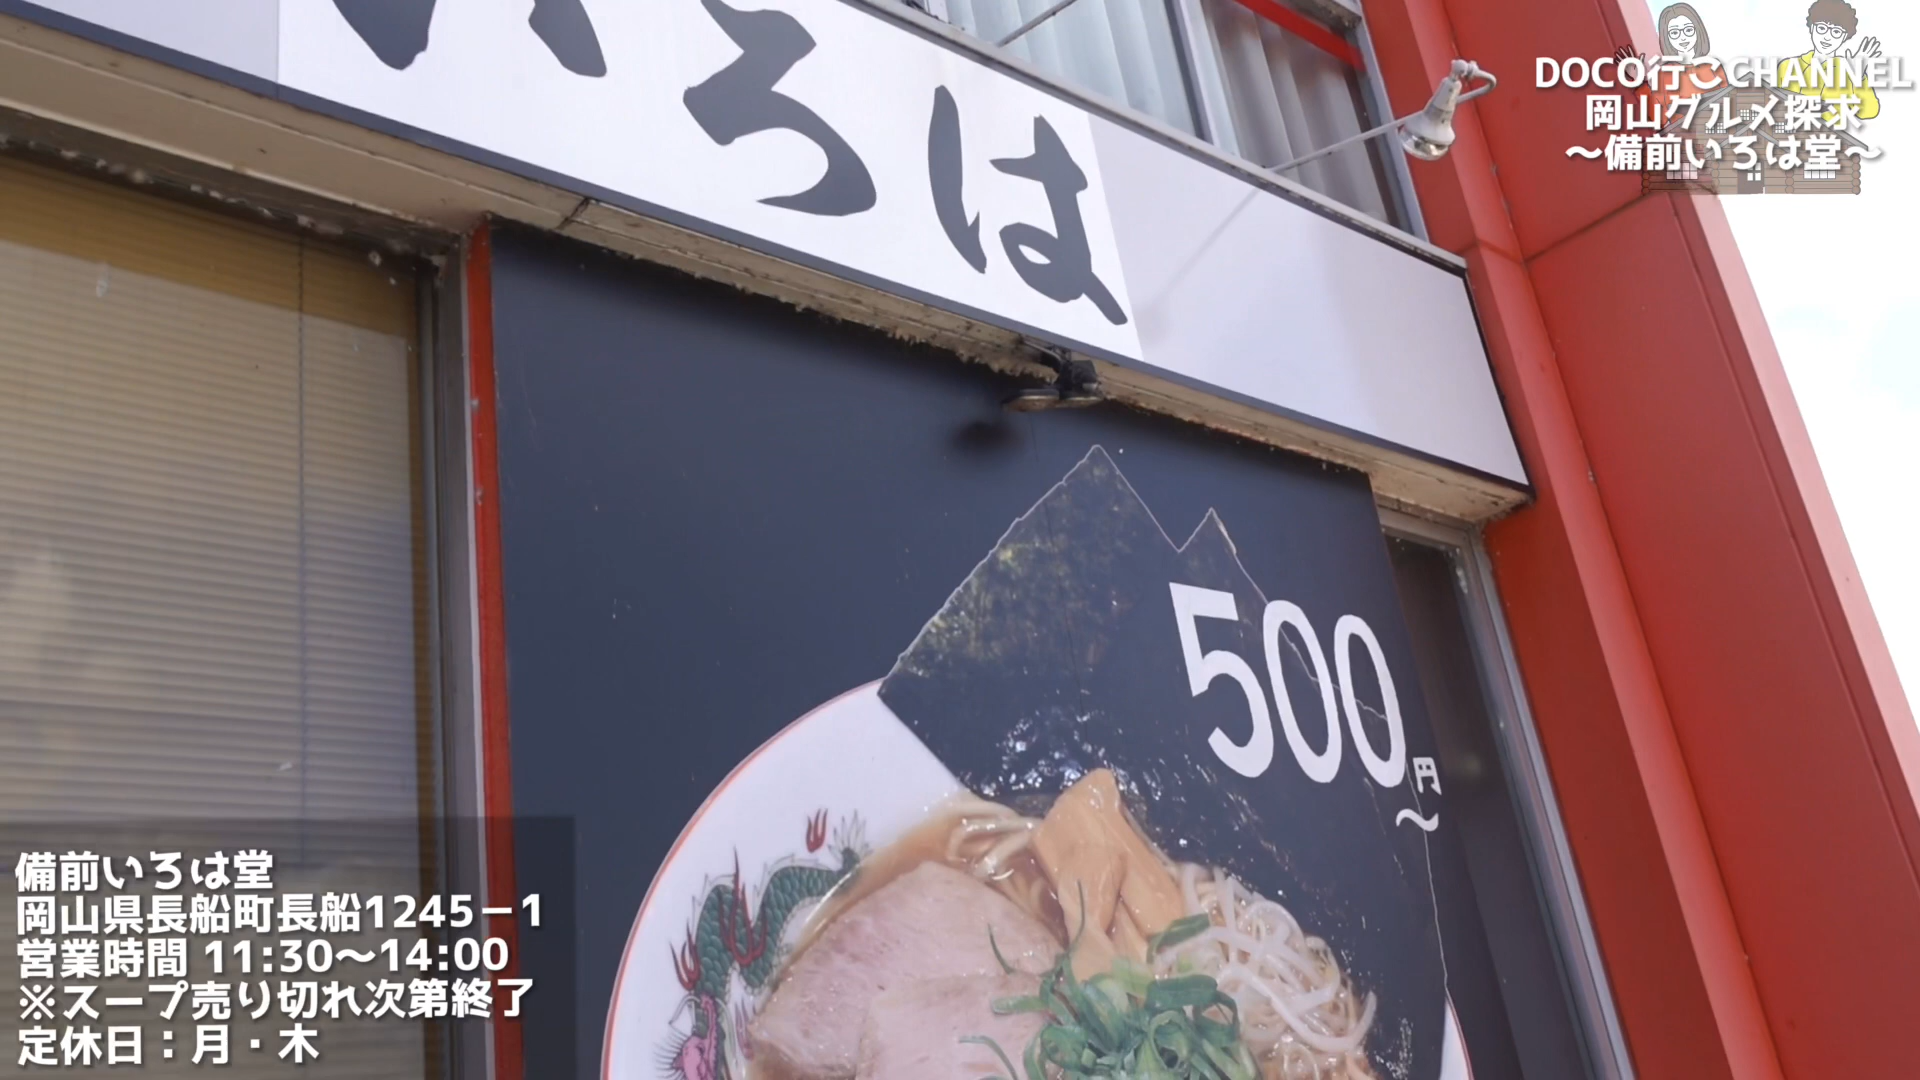 いろは
DOCO行こCHANNEL
岡山グルメ探求
～備前いろは堂～
500円～
備前いろは堂
岡山県長船町長船1245－1
営業時間 11:30～14:00
※スープ売り切れ次第終了
定休日：月・木